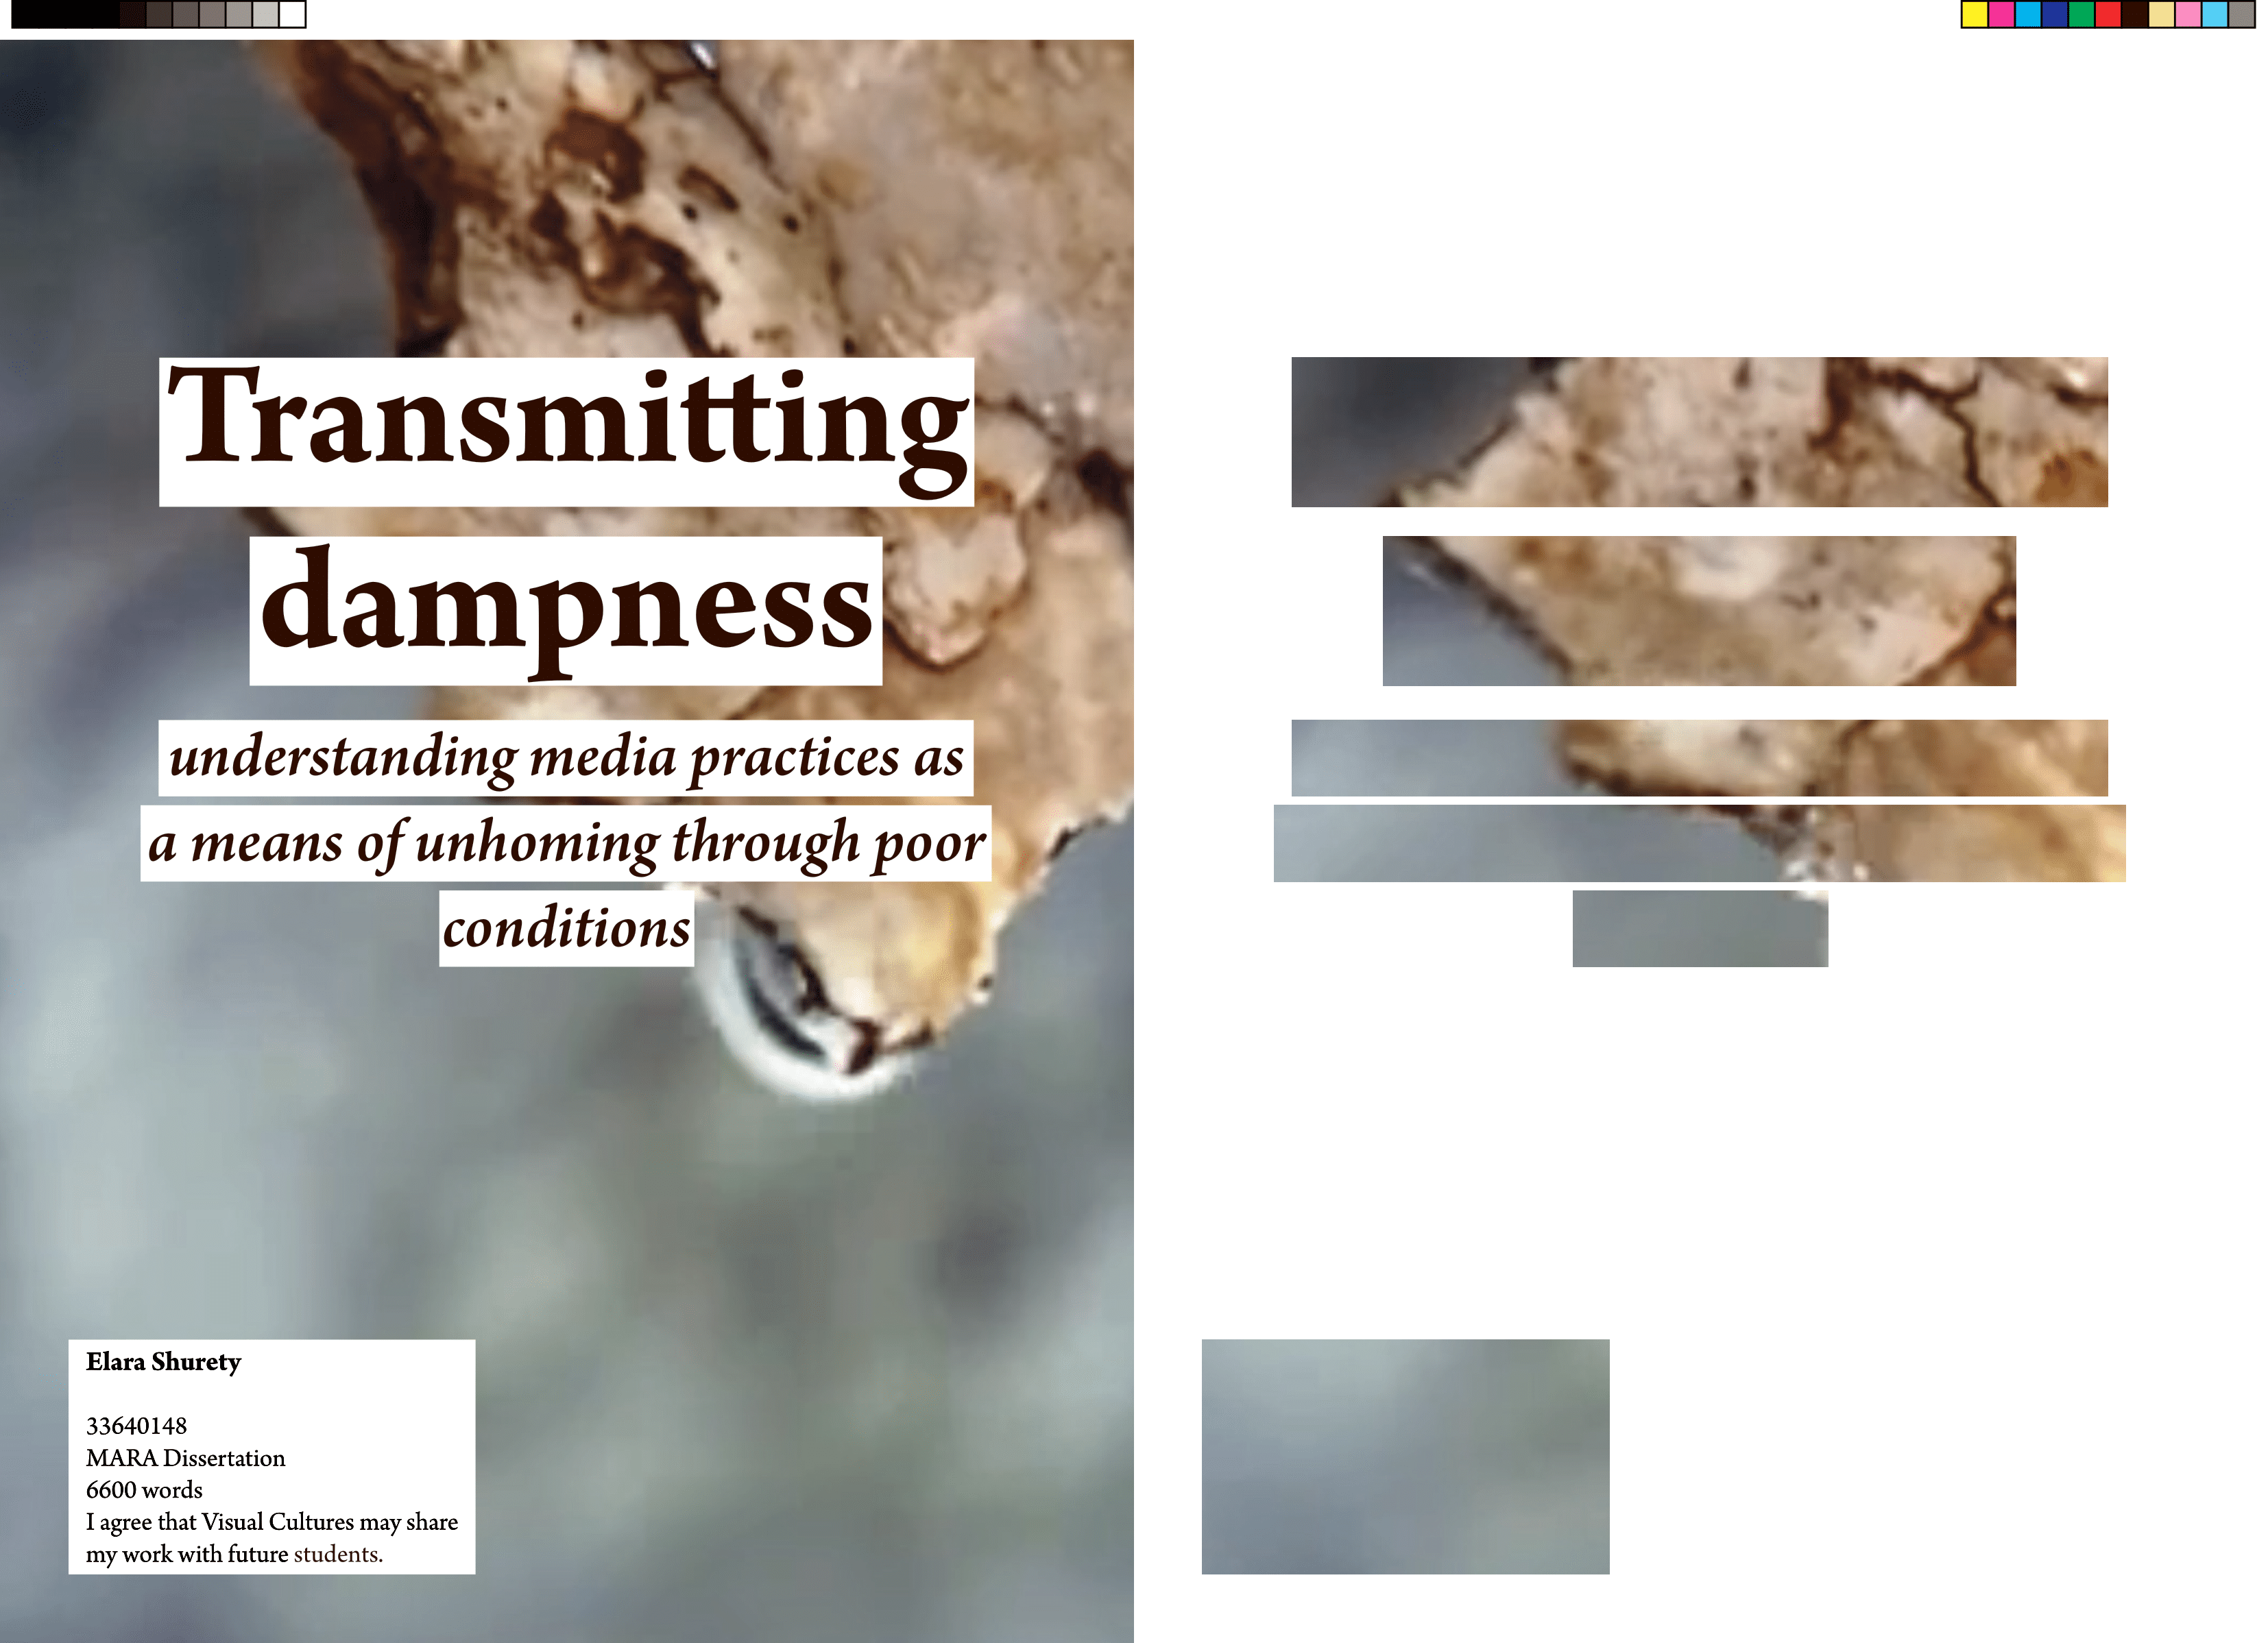 Transmitting
dampness
understanding media practices as
a means of unhoming through poor
conditions
Elara Shurety
33640148
MARA Dissertation
6600 words
I agree that Visual Cultures may share
my work with future students.